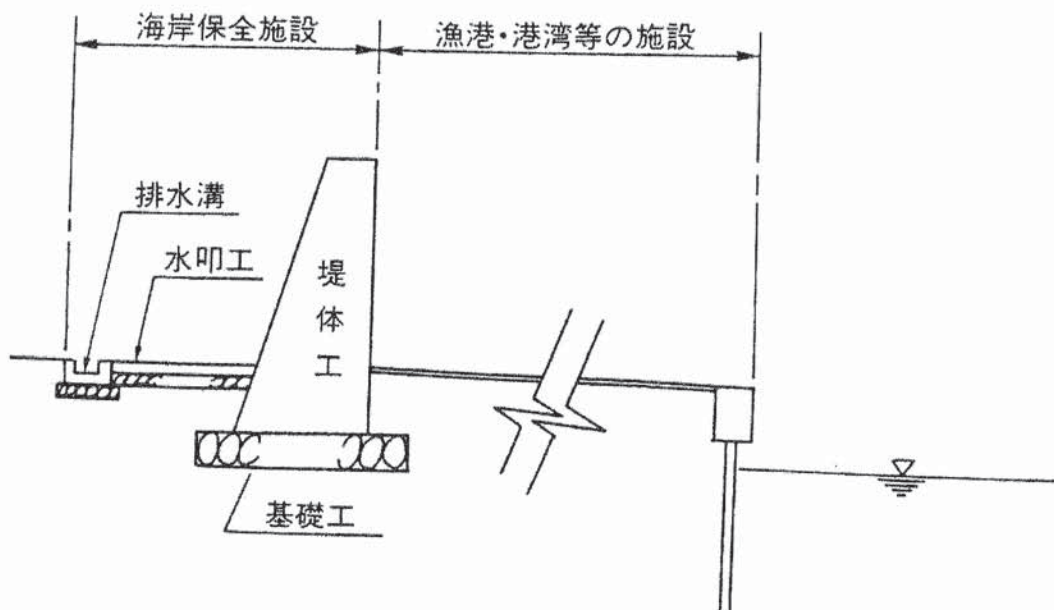 海岸保全施設
漁港・港湾等の施設
排水溝
水叩工
堤体工
基礎工